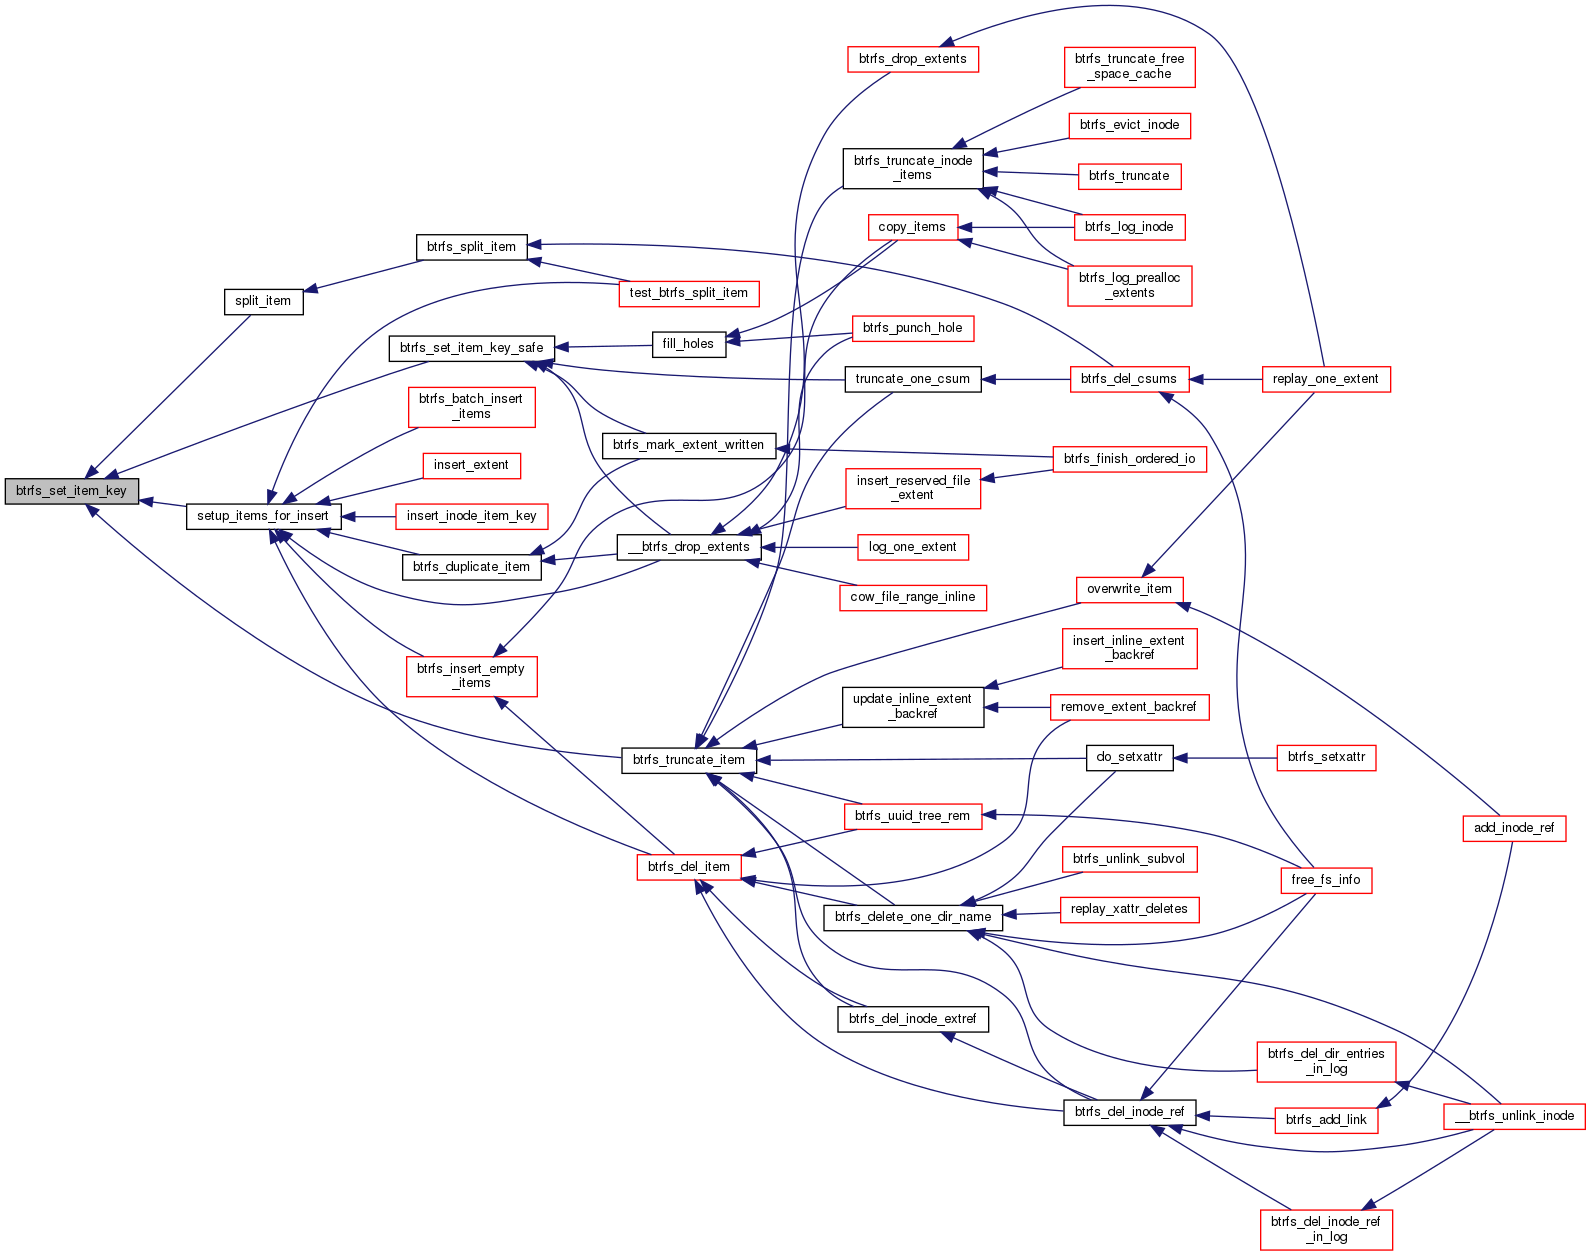 btrfs_drop_extents
btrfs_truncate_free
_space_cache
btrfs_evict_inode
btrfs_truncate_inode
_items
btrfs_truncate
copy_items
btrfs_log_inode
btrfs_split_item
btrfs_log_prealloc
_extents
split_item
test_btrfs_split_item
btrfs_punch_hole
fill_holes
btrfs_set_item_key_safe
truncate_one_csum
btrfs_del_csums
replay_one_extent
btrfs_batch_insert
_items
btrfs_mark_extent_written
btrfs_finish_ordered_io
insert_extent
insert_reserved_file
_extent
btrfs_set_item_key
setup_items_for_insert
insert_inode_item_key
__btrfs_drop_extents
log_one_extent
btrfs_duplicate_item
cow_file_range_inline
overwrite_item
insert_inline_extent
_backref
btrfs_insert_empty
_items
update_inline_extent
_backref
remove_extent_backref
btrfs_truncate_item
do_setxattr
btrfs_setxattr
btrfs_uuid_tree_rem
add_inode_ref
btrfs_del_item
btrfs_unlink_subvol
free_fs_info
btrfs_delete_one_dir_name
replay_xattr_deletes
btrfs_del_inode_extref
btrfs_del_dir_entries
_in_log
btrfs_del_inode_ref
btrfs_add_link
__btrfs_unlink_inode
btrfs_del_inode_ref
_in_log